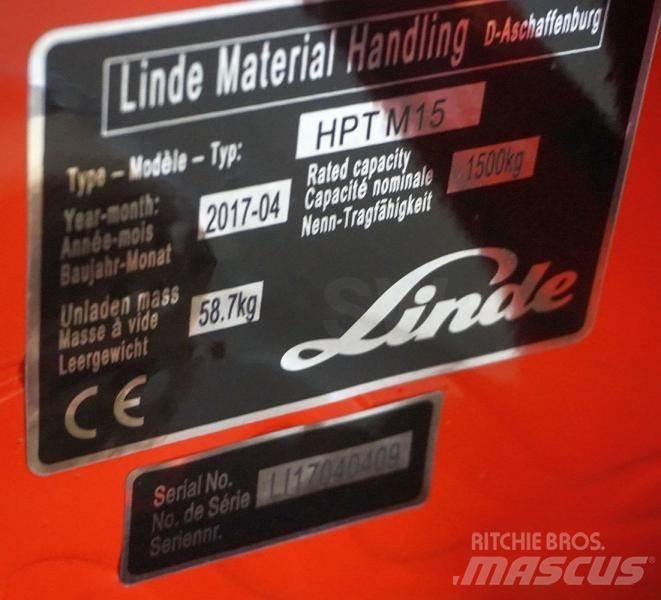 Linde Material Handling D-Aschaffenburg
Type – Modèle – Typ: HPT M15
Year-month:
Année-mois
Baujahr-Monat
2017-04
Rated capacity
Capacité nominale
Nenn-Tragfähigkeit
1500kg
Unladen mass
Masse à vide
Leergewicht
58.7kg
Linde
CE
Serial No.
No. de Série
Seriennr.
LI17040409
RITCHIE BROS.
MASCUS